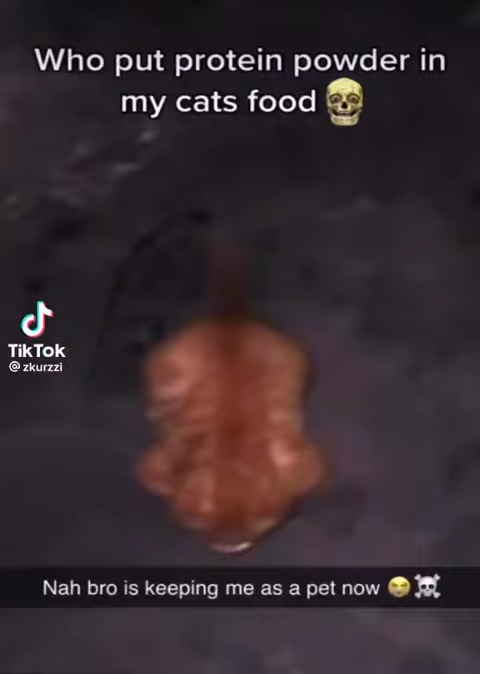 Who put protein powder in
my cats food 💀
TikTok
@zkurzzi
Nah bro is keeping me as a pet now 😭☠️